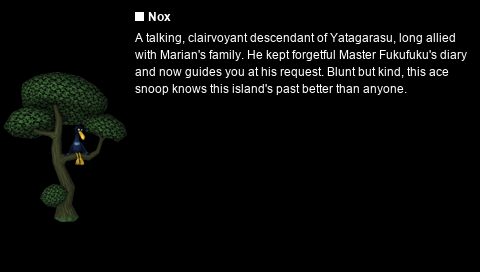 ■ Nox
A talking, clairvoyant descendant of Yatagarasu, long allied
with Marian's family. He kept forgetful Master Fukufuku's diary
and now guides you at his request. Blunt but kind, this ace
snoop knows this island's past better than anyone.